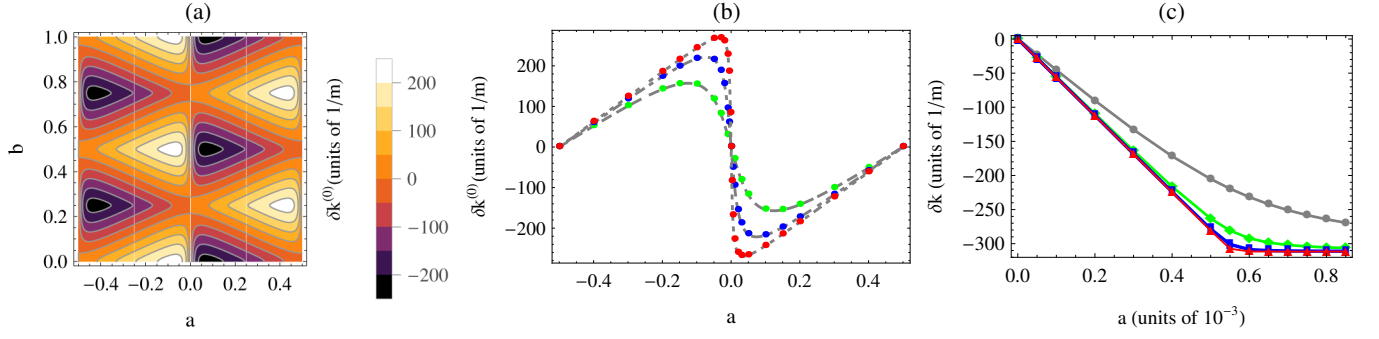 (a)
1.0
0.8
0.6
0.4
0.2
0.0
b
−0.4 −0.2 0.0 0.2 0.4
a
200
100
0
−100
−200
δk⁽⁰⁾(units of 1/m)
(b)
200
100
0
−100
−200
δk⁽⁰⁾(units of 1/m)
−0.4 −0.2 0.0 0.2 0.4
a
(c)
0
−50
−100
−150
−200
−250
−300
δk (units of 1/m)
0.0 0.2 0.4 0.6 0.8
a (units of 10⁻³)